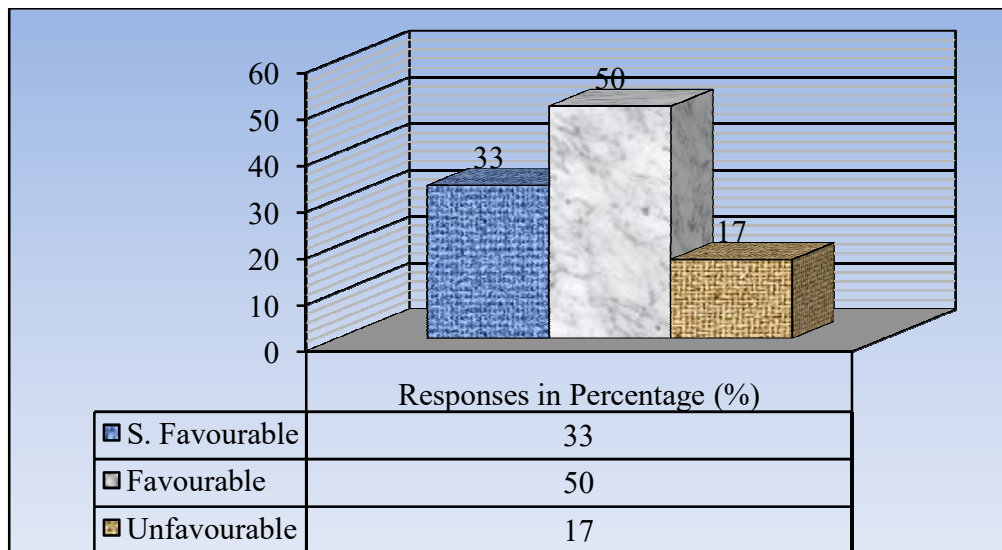 60
50
40
30
20
10
0
33
50
17
Responses in Percentage (%)
S. Favourable 33
Favourable 50
Unfavourable 17